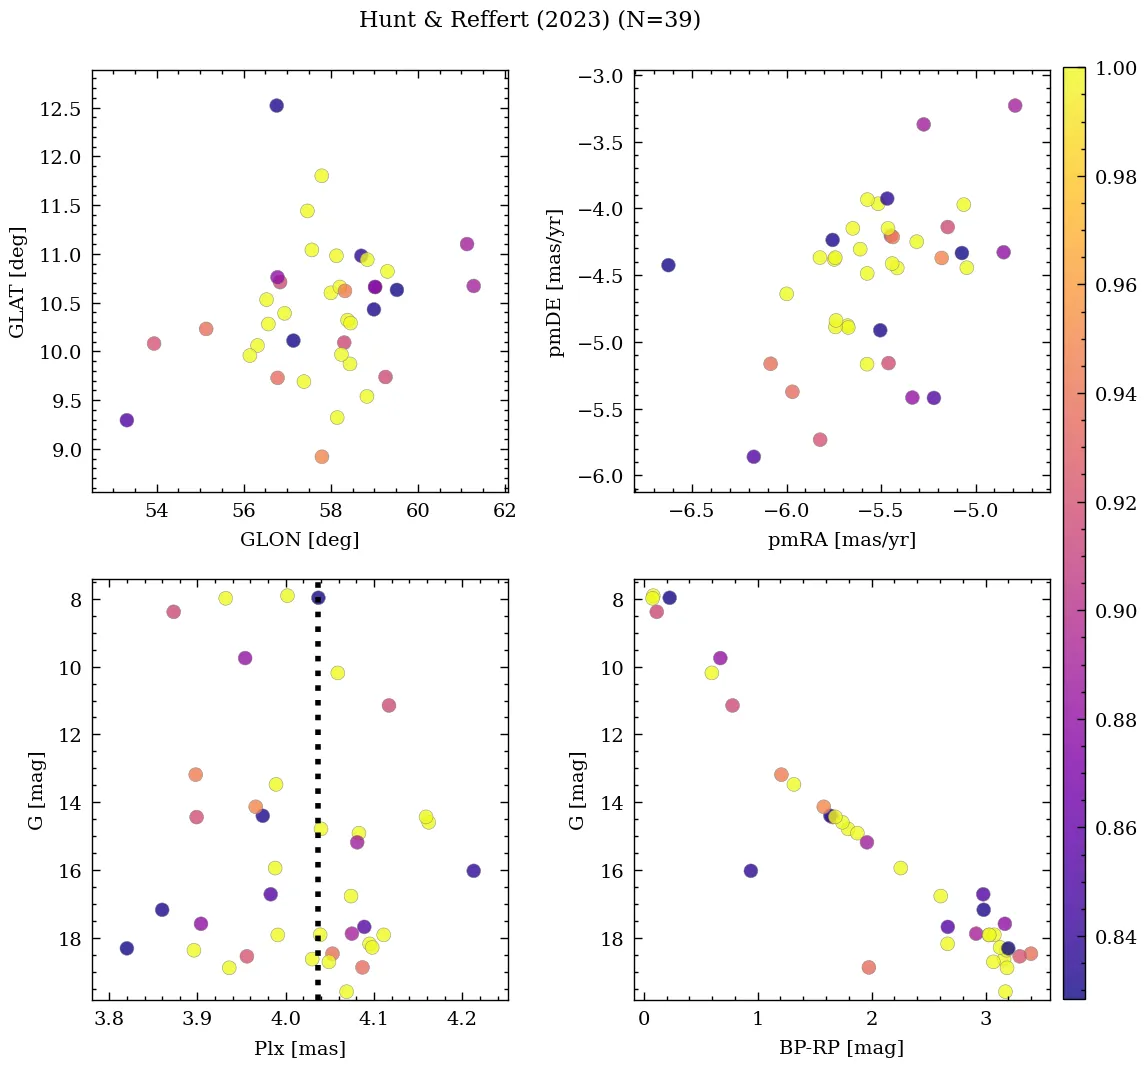 Hunt & Reffert (2023) (N=39)
12.5
12.0
11.5
11.0
10.5
10.0
9.5
9.0
GLAT [deg]
54 56 58 60 62
GLON [deg]
−3.0
−3.5
−4.0
−4.5
−5.0
−5.5
−6.0
pmDE [mas/yr]
−6.5 −6.0 −5.5 −5.0
pmRA [mas/yr]
8
10
12
14
16
18
G [mag]
3.8 3.9 4.0 4.1 4.2
Plx [mas]
8
10
12
14
16
18
G [mag]
0 1 2 3
BP-RP [mag]
1.00
0.98
0.96
0.94
0.92
0.90
0.88
0.86
0.84